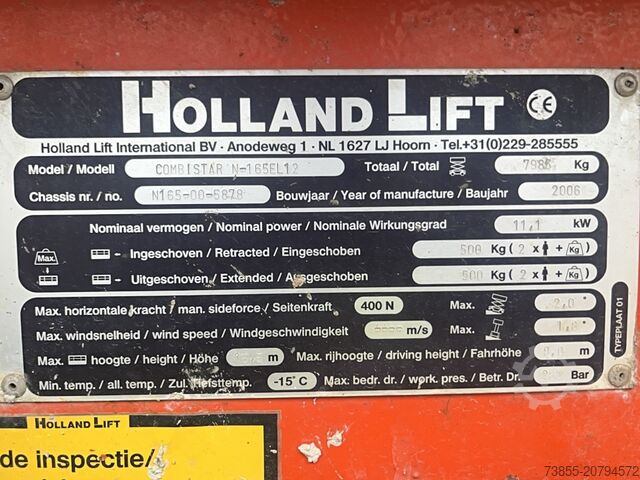 HOLLAND LIFT CE
Holland Lift International BV · Anodeweg 1 · NL 1627 LJ Hoorn · Tel.+31(0)229-285555
Model / Modell COMBISTAR N-165EL12 Totaal / Total 7985 Kg
Chassis nr. / no. N165-00-5878 Bouwjaar / Year of manufacture / Baujahr 2006
Nominaal vermogen / Nominal power / Nominale Wirkungsgrad 11,1 kW
Max. Ingeschoven / Retracted / Eingeschoben 500 Kg ( 2 x + Kg )
Uitgeschoven / Extended / Ausgeschoben 500 Kg ( 2 x + Kg )
Max. horizontale kracht / man. sideforce / Seitenkraft 400 N Max. 2,0°
Max. windsnelheid / wind speed / Windgeschwindigkeit m/s Max.
Max. hoogte / height / Höhe m Max. rijhoogte / driving height / Fahrhöhe m
Min. temp. / all. temp. / Zul. Tiefsttemp. -15°C Max. bedr. dr. / work. pres. / Betr. Dr. Bar
TYPEPLAAT 01
HOLLAND LIFT
de inspectie/
73855-20794572